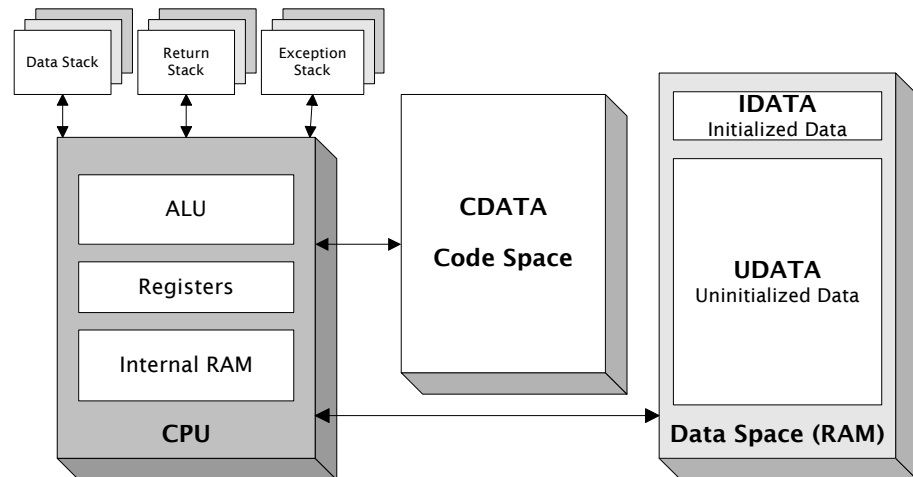 Data Stack
Return
Stack
Exception
Stack
ALU
Registers
Internal RAM
CPU
CDATA
Code Space
IDATA
Initialized Data
UDATA
Uninitialized Data
Data Space (RAM)